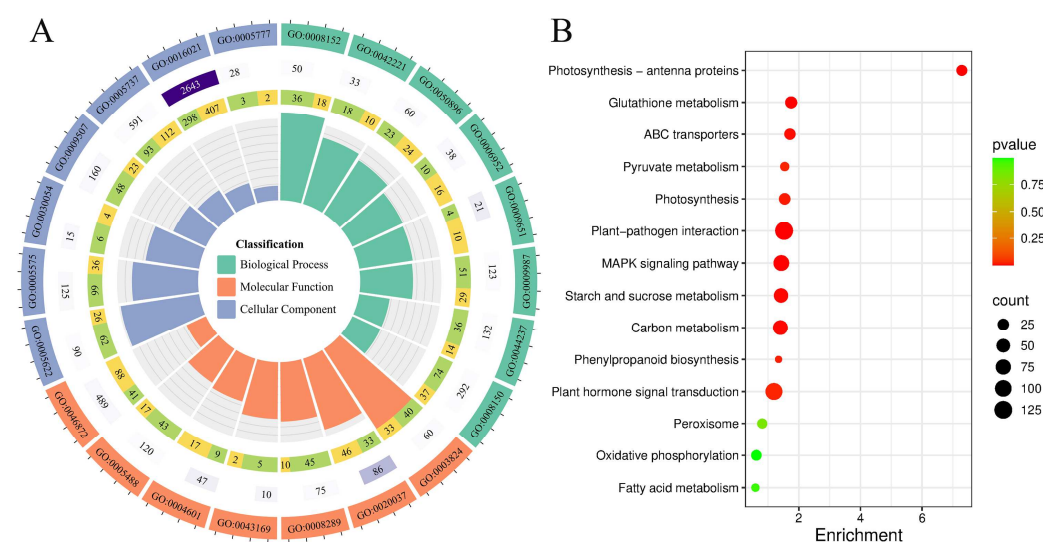 A
GO:0008152
GO:0042221
GO:0050896
GO:0006952
GO:0009651
GO:0009987
GO:0044237
GO:0008150
GO:0003824
GO:0020037
GO:0008289
GO:0043169
GO:0004601
GO:0005488
GO:0046872
GO:0005622
GO:0005575
GO:0030054
GO:0009507
GO:0005737
GO:0016021
GO:0005777
50
33
60
38
21
123
132
292
60
86
75
10
47
120
489
90
125
15
160
591
2643
28
36 18
18 10
23 24
10 16
4 10
51 29
36 14
74 37
40 33
33 46
45 10
5 2
9 17
43 17
41 88
62 26
99 36
6 4
48 23
93 112
298 407
3 2
Classification
Biological Process
Molecular Function
Cellular Component
B
Photosynthesis − antenna proteins
Glutathione metabolism
ABC transporters
Pyruvate metabolism
Photosynthesis
Plant−pathogen interaction
MAPK signaling pathway
Starch and sucrose metabolism
Carbon metabolism
Phenylpropanoid biosynthesis
Plant hormone signal transduction
Peroxisome
Oxidative phosphorylation
Fatty acid metabolism
2 4 6
Enrichment
pvalue
0.75
0.50
0.25
count
25
50
75
100
125